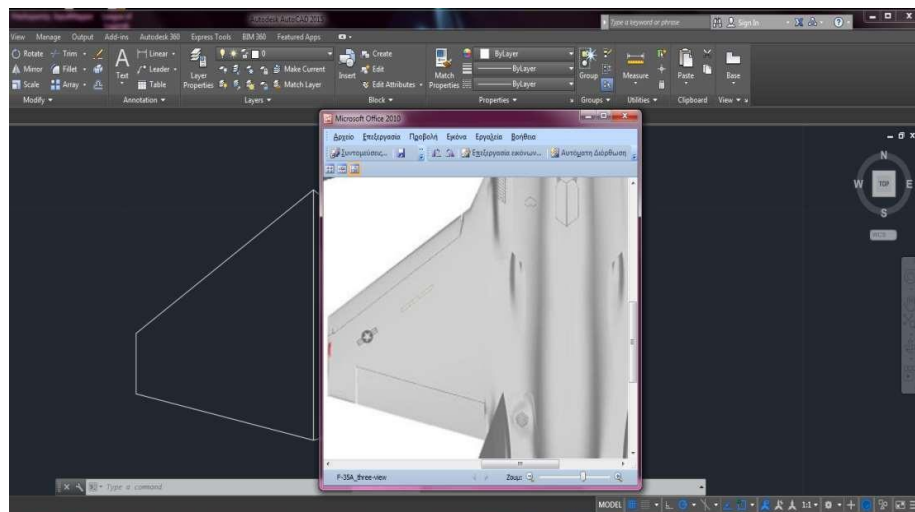 Autodesk AutoCAD 2015
Type a keyword or phrase
Sign In
View Manage Output Add-ins Autodesk 360 Express Tools BIM 360 Featured Apps
Rotate Trim
Mirror Fillet
Scale Array
Modify
Text
Linear
Leader
Table
Annotation
Layer Properties
0
Make Current
Match Layer
Layers
Insert
Create
Edit
Edit Attributes
Block
Match Properties
ByLayer
ByLayer
ByLayer
Properties
Group
Groups
Measure
Utilities
Paste
Clipboard
Base
View
Microsoft Office 2010
Αρχείο Επεξεργασία Προβολή Εικόνα Εργαλεία Βοήθεια
Συντομεύσεις... Επεξεργασία εικόνων... Αυτόματη Διόρθωση
N
W TOP E
S
WCS
F-35A_three-view
Ζουμ:
Type a command
MODEL
1:1